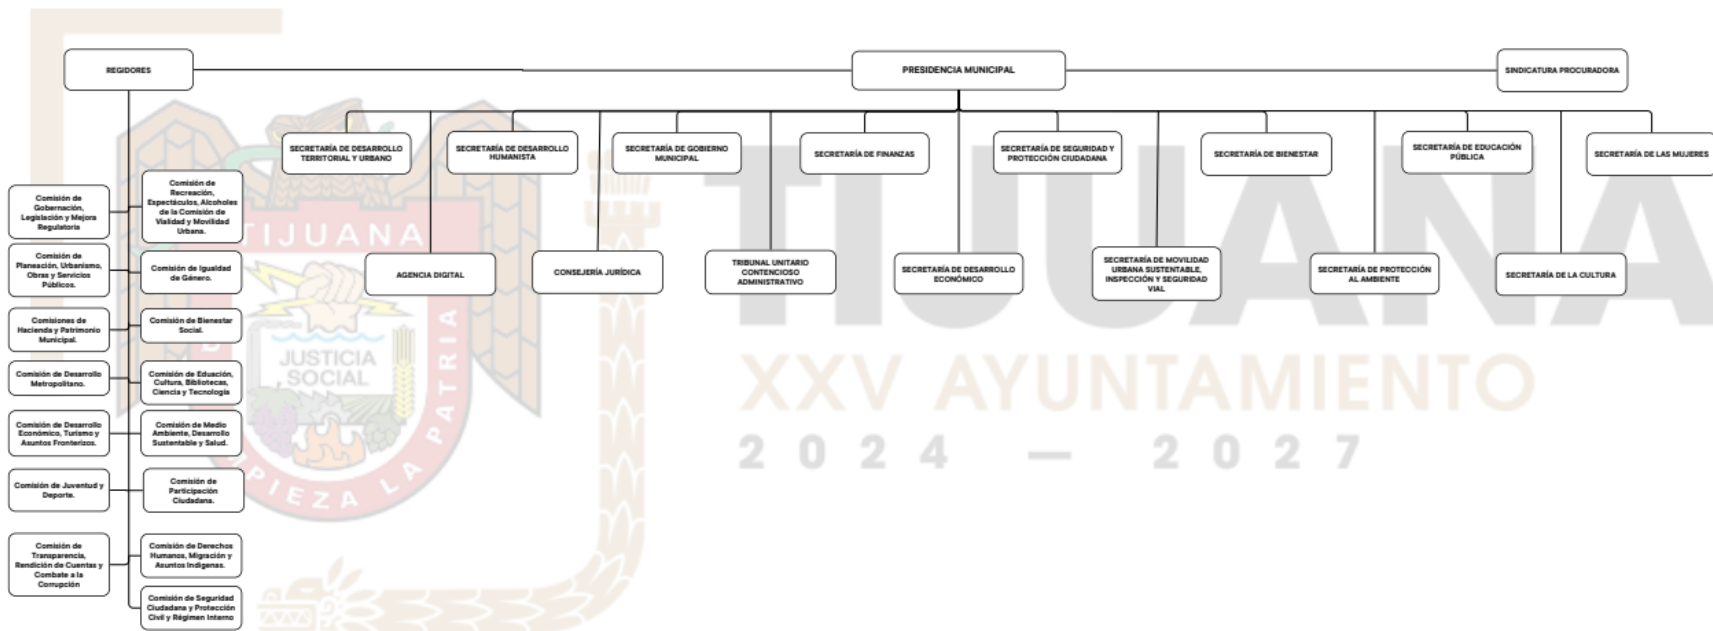 REGIDORES
PRESIDENCIA MUNICIPAL
SINDICATURA PROCURADORA
SECRETARÍA DE DESARROLLO
TERRITORIAL Y URBANO
SECRETARÍA DE DESARROLLO
HUMANISTA
SECRETARÍA DE GOBIERNO
MUNICIPAL
SECRETARÍA DE FINANZAS
SECRETARÍA DE SEGURIDAD Y
PROTECCIÓN CIUDADANA
SECRETARÍA DE BIENESTAR
SECRETARÍA DE EDUCACIÓN
PÚBLICA
SECRETARÍA DE LAS MUJERES
AGENCIA DIGITAL
CONSEJERÍA JURÍDICA
TRIBUNAL UNITARIO
CONTENCIOSO
ADMINISTRATIVO
SECRETARÍA DE DESARROLLO
ECONÓMICO
SECRETARÍA DE MOVILIDAD
URBANA SUSTENTABLE,
INSPECCIÓN Y SEGURIDAD
VIAL
SECRETARÍA DE PROTECCIÓN
AL AMBIENTE
SECRETARÍA DE LA CULTURA
Comisión de
Gobernación,
Legislación y Mejora
Regulatoria
Comisión de
Recreación,
Espectáculos, Alcoholes
de la Comisión de
Vialidad y Movilidad
Urbana.
Comisión de
Planeación, Urbanismo,
Obras y Servicios
Públicos.
Comisión de Igualdad
de Género.
Comisiones de
Hacienda y Patrimonio
Municipal.
Comisión de Bienestar
Social.
Comisión de Desarrollo
Metropolitano.
Comisión de Eduación,
Cultura, Bibliotecas,
Ciencia y Tecnología
Comisión de Desarrollo
Económico, Turismo y
Asuntos Fronterizos.
Comisión de Medio
Ambiente, Desarrollo
Sustentable y Salud.
Comisión de Juventud y
Deporte.
Comisión de
Participación
Ciudadana.
Comisión de
Transparencia,
Rendición de Cuentas y
Combate a la
Corrupción
Comisión de Derechos
Humanos, Migración y
Asuntos Indígenas.
Comisión de Seguridad
Ciudadana y Protección
Civil y Régimen Interno
TIJUANA
JUSTICIA
SOCIAL
LA PATRIA
TIJUANA
XXV AYUNTAMIENTO
2024 — 2027